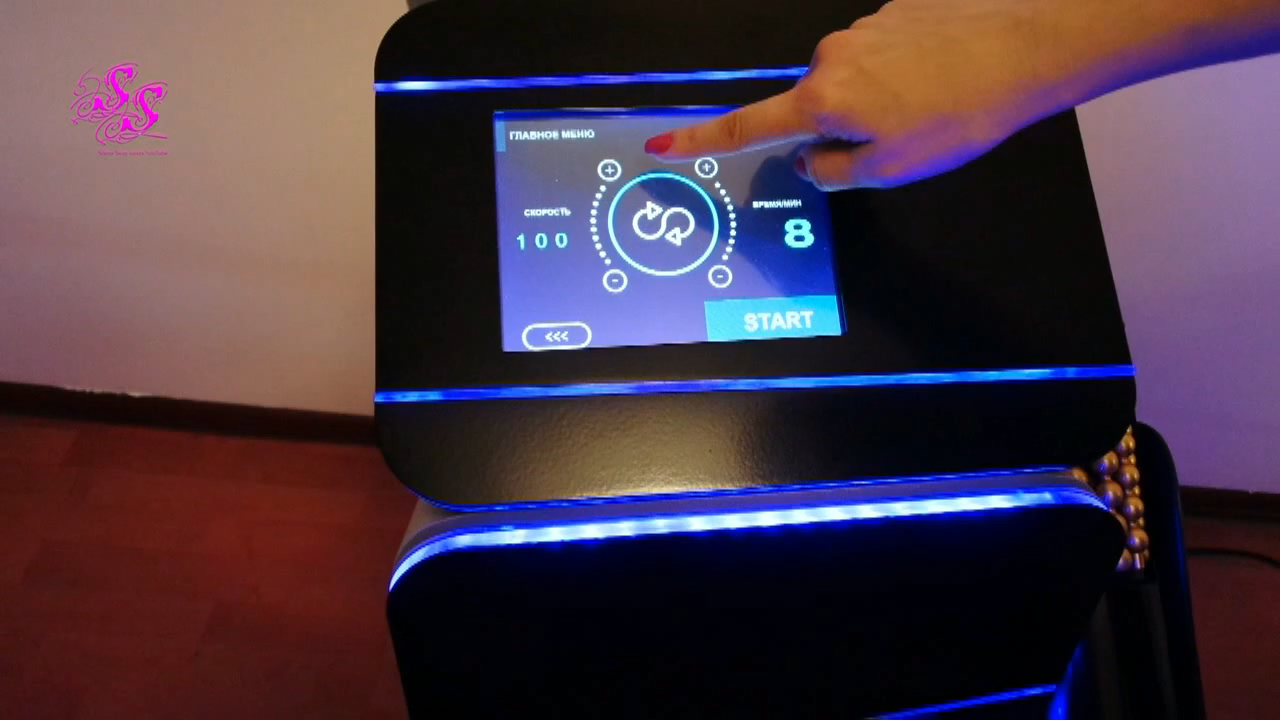 ГЛАВНОЕ МЕНЮ
СКОРОСТЬ
100
ВРЕМЯ/МИН
8
<<<
START